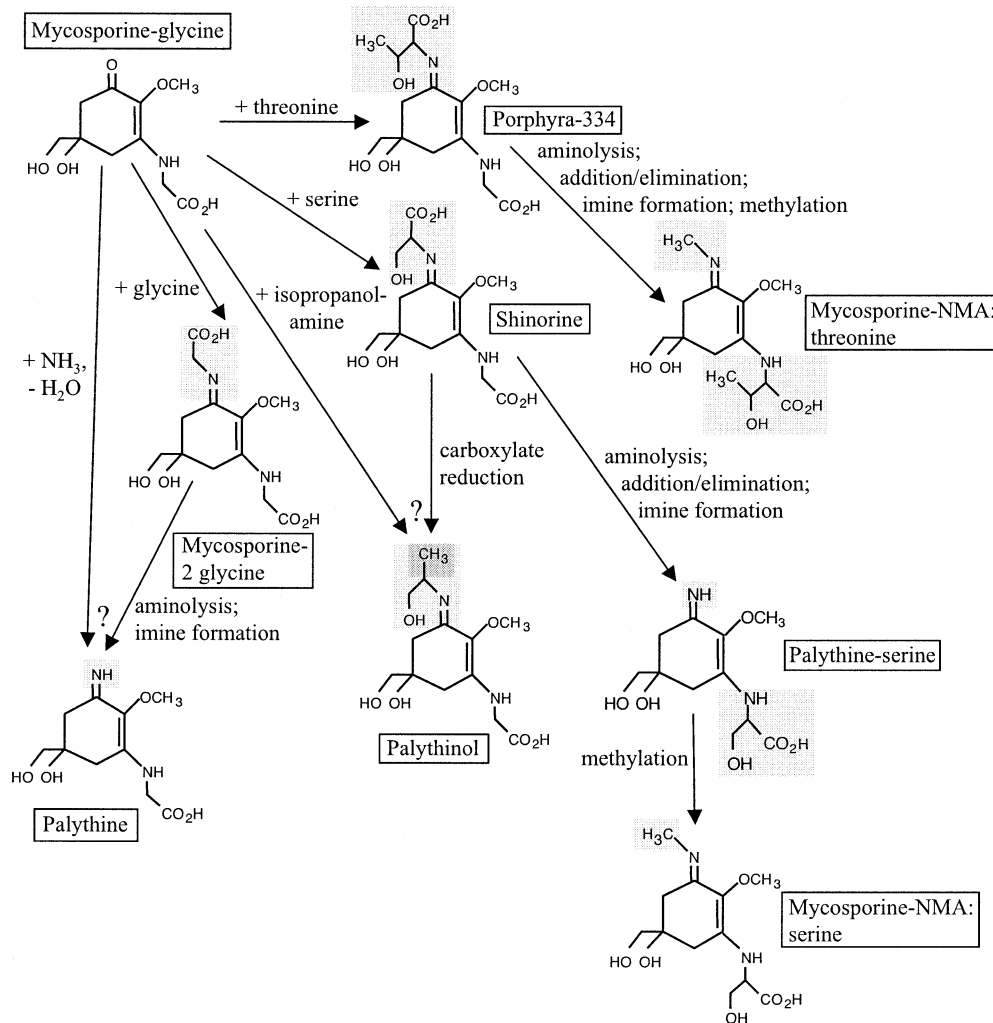 Mycosporine-glycine
O
OCH3
HO OH
NH
CO2H
+ threonine
CO2H
H3C
N
OH
OCH3
HO OH
NH
CO2H
Porphyra-334
aminolysis;
addition/elimination;
imine formation; methylation
+ serine
CO2H
N
OH
OCH3
HO OH
NH
CO2H
Shinorine
H3C
N
OCH3
HO OH
NH
H3C
CO2H
OH
Mycosporine-NMA:
threonine
+ glycine
+ isopropanol-
amine
+ NH3,
- H2O
CO2H
N
OCH3
HO OH
NH
CO2H
Mycosporine-
2 glycine
carboxylate
reduction
aminolysis;
addition/elimination;
imine formation
?
aminolysis;
imine formation
?
NH
OCH3
HO OH
NH
CO2H
Palythine
CH3
N
OH
OCH3
HO OH
NH
CO2H
Palythinol
NH
OCH3
HO OH
NH
CO2H
OH
Palythine-serine
methylation
H3C
N
OCH3
HO OH
NH
CO2H
OH
Mycosporine-NMA:
serine